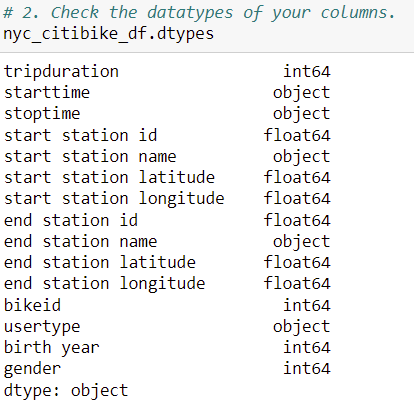 # 2. Check the datatypes of your columns.
nyc_citibike_df.dtypes
tripduration int64
starttime object
stoptime object
start station id float64
start station name object
start station latitude float64
start station longitude float64
end station id float64
end station name object
end station latitude float64
end station longitude float64
bikeid int64
usertype object
birth year int64
gender int64
dtype: object